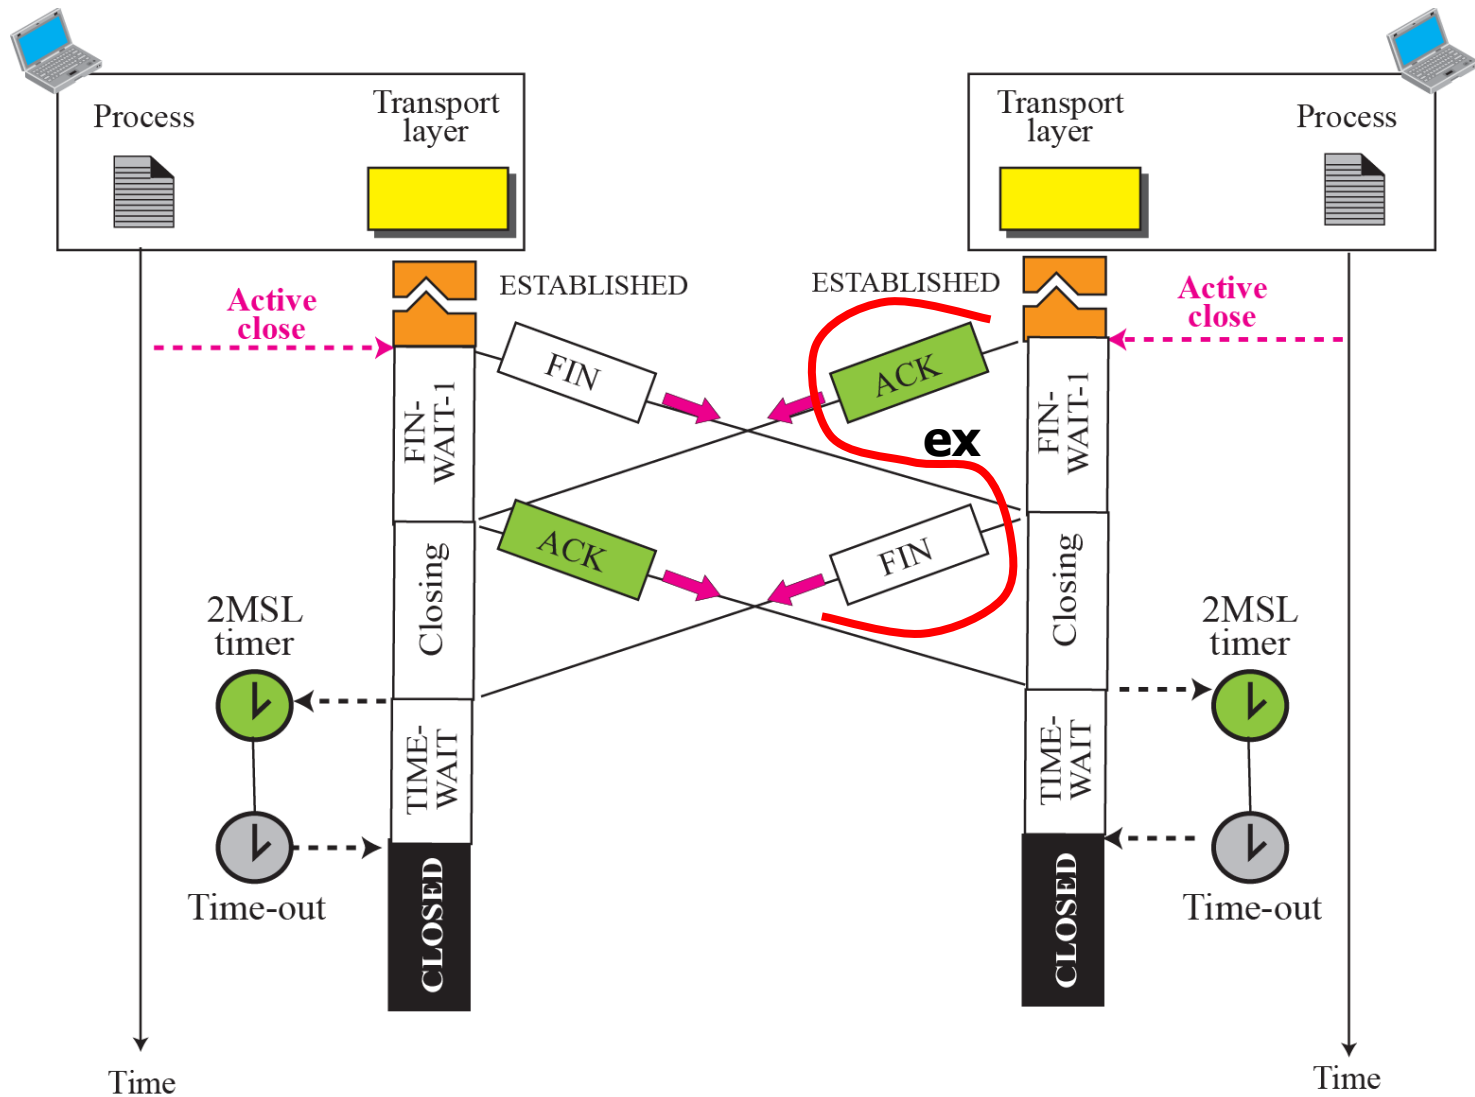 Process
Transport
layer
Transport
layer
Process
ESTABLISHED
ESTABLISHED
Active
close
Active
close
FIN
ACK
FIN-
WAIT-1
ex
FIN-
WAIT-1
ACK
FIN
Closing
Closing
2MSL
timer
2MSL
timer
TIME-
WAIT
TIME-
WAIT
Time-out
Time-out
CLOSED
CLOSED
Time
Time